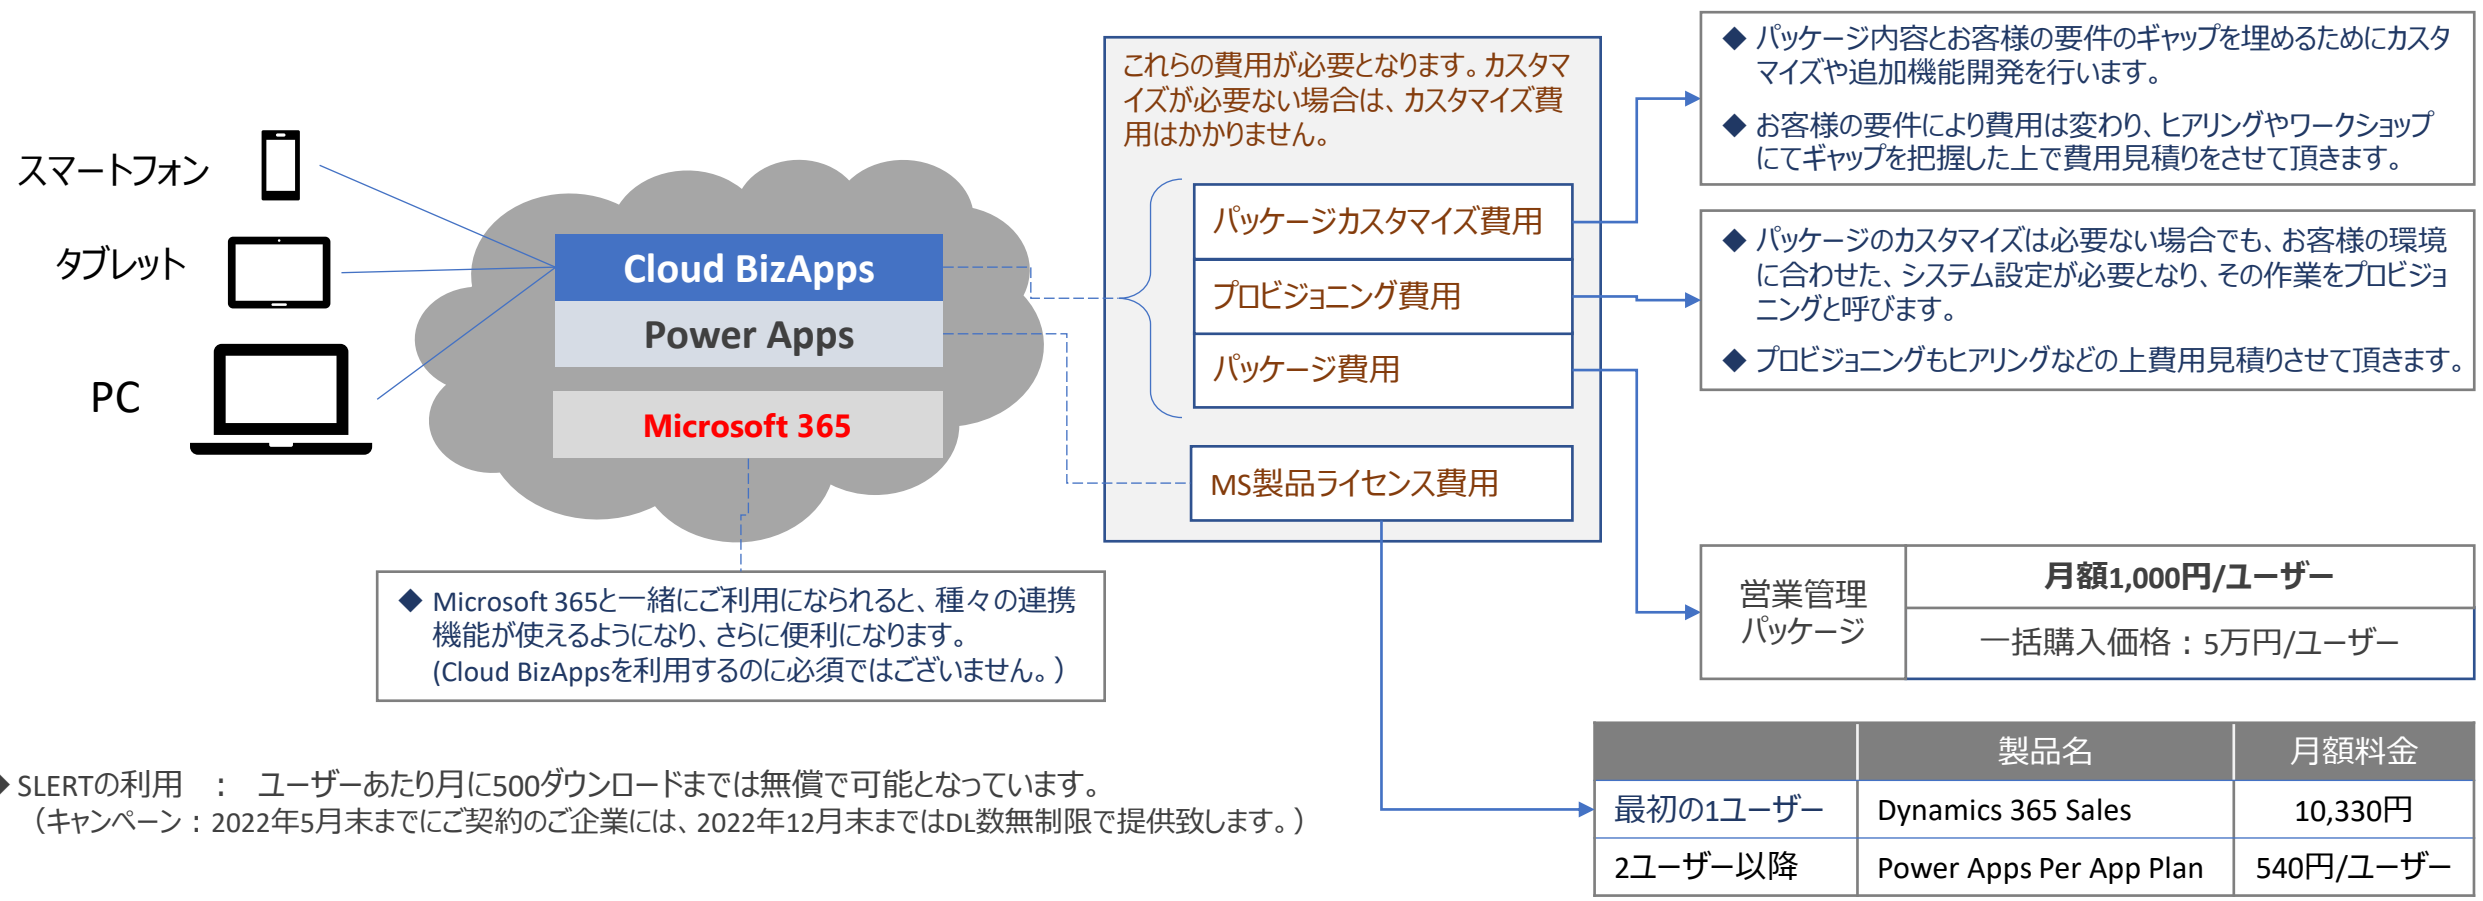 スマートフォン
タブレット
PC
Cloud BizApps
Power Apps
Microsoft 365
◆ Microsoft 365と一緒にご利用になられると、種々の連携
機能が使えるようになり、さらに便利になります。
(Cloud BizAppsを利用するのに必須ではございません。）
これらの費用が必要となります。カスタマ
イズが必要ない場合は、カスタマイズ費
用はかかりません。
パッケージカスタマイズ費用
プロビジョニング費用
パッケージ費用
MS製品ライセンス費用
◆ パッケージ内容とお客様の要件のギャップを埋めるためにカスタ
マイズや追加機能開発を行います。
◆ お客様の要件により費用は変わり、ヒアリングやワークショップ
にてギャップを把握した上で費用見積りをさせて頂きます。
◆ パッケージのカスタマイズは必要ない場合でも、お客様の環境
に合わせた、システム設定が必要となり、その作業をプロビジョ
ニングと呼びます。
◆ プロビジョニングもヒアリングなどの上費用見積りさせて頂きます。
営業管理
パッケージ
月額1,000円/ユーザー
一括購入価格：5万円/ユーザー
製品名 月額料金
最初の1ユーザー Dynamics 365 Sales 10,330円
2ユーザー以降 Power Apps Per App Plan 540円/ユーザー
◆ SLERTの利用　：　ユーザーあたり月に500ダウンロードまでは無償で可能となっています。
（キャンペーン：2022年5月末までにご契約のご企業には、2022年12月末まではDL数無制限で提供致します。）